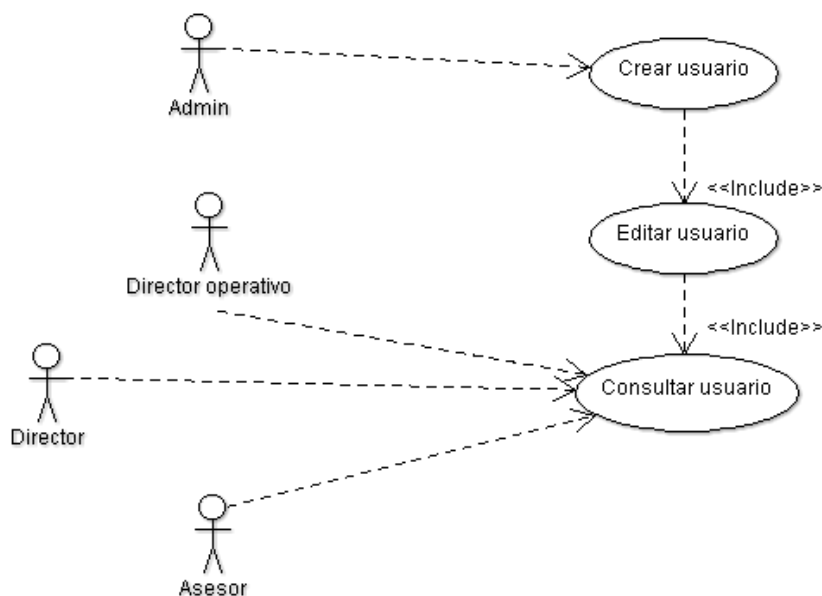 Admin
Crear usuario
<<Include>>
Director operativo
Editar usuario
<<Include>>
Director
Consultar usuario
Asesor